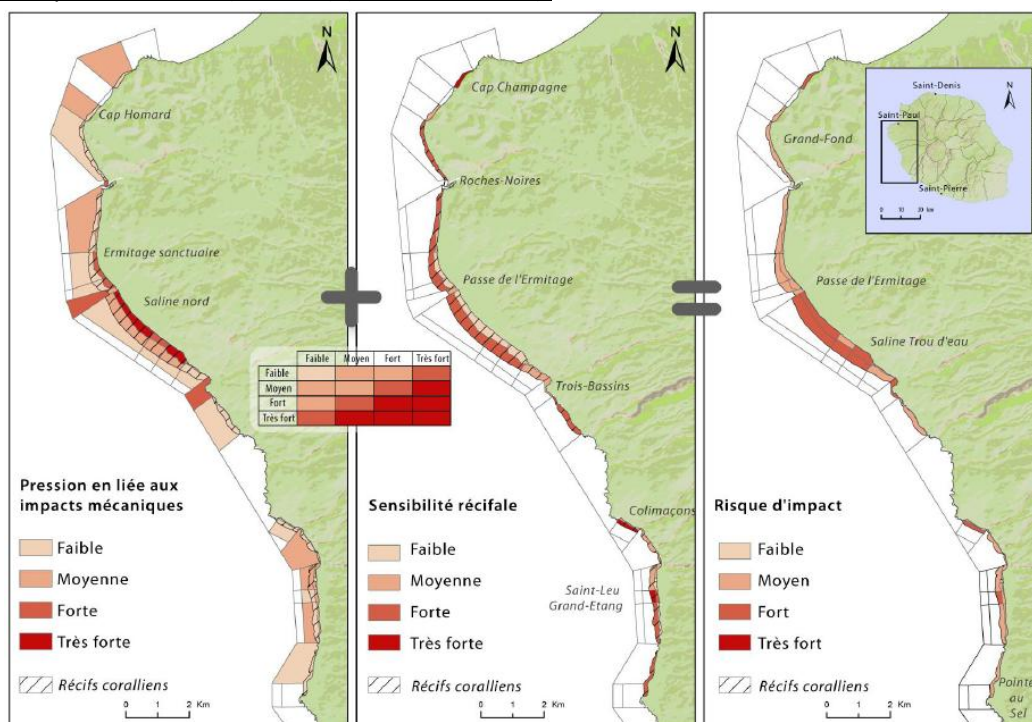 N
Cap Homard
Ermitage sanctuaire
Saline nord
Pression en liée aux
impacts mécaniques
Faible
Moyenne
Forte
Très forte
Récifs coralliens
0 1 2 Km
Faible Moyen Fort Très fort
Faible
Moyen
Fort
Très fort
N
Cap Champagne
Roches-Noires
Passe de l'Ermitage
Trois-Bassins
Colimaçons
Saint-Leu
Grand-Etang
Sensibilité récifale
Faible
Moyenne
Forte
Très forte
Récifs coralliens
0 1 2 Km
N
Saint-Denis
Saint-Paul
Saint-Pierre
0 10 20 km
Grand-Fond
Passe de l'Ermitage
Saline Trou d'eau
Risque d'impact
Faible
Moyen
Fort
Très fort
Récifs coralliens
0 1 2 Km
Pointe
au
Sel